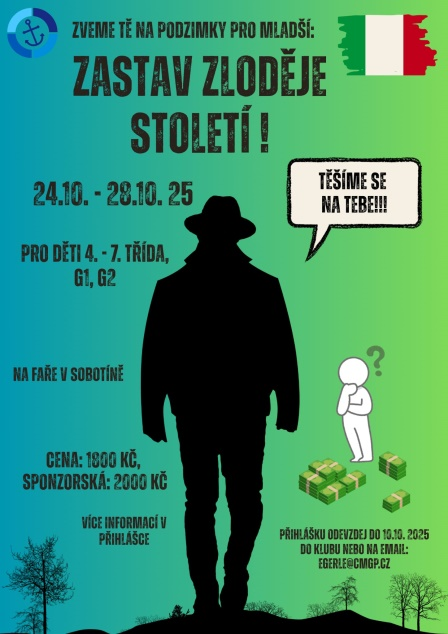 ZVEME TĚ NA PODZIMKY PRO MLADŠÍ:
ZASTAV ZLODĚJE
STOLETÍ !
24.10. - 28.10. 25
TĚŠÍME SE
NA TEBE!!!
PRO DĚTI 4. - 7. TŘÍDA,
G1, G2
NA FAŘE V SOBOTÍNĚ
?
CENA: 1800 KČ,
SPONZORSKÁ: 2000 KČ
VÍCE INFORMACÍ V
PŘIHLÁŠCE
PŘIHLÁŠKU ODEVZDEJ DO 10.10. 2025
DO KLUBU NEBO NA EMAIL:
EGERLE@CMGP.CZ